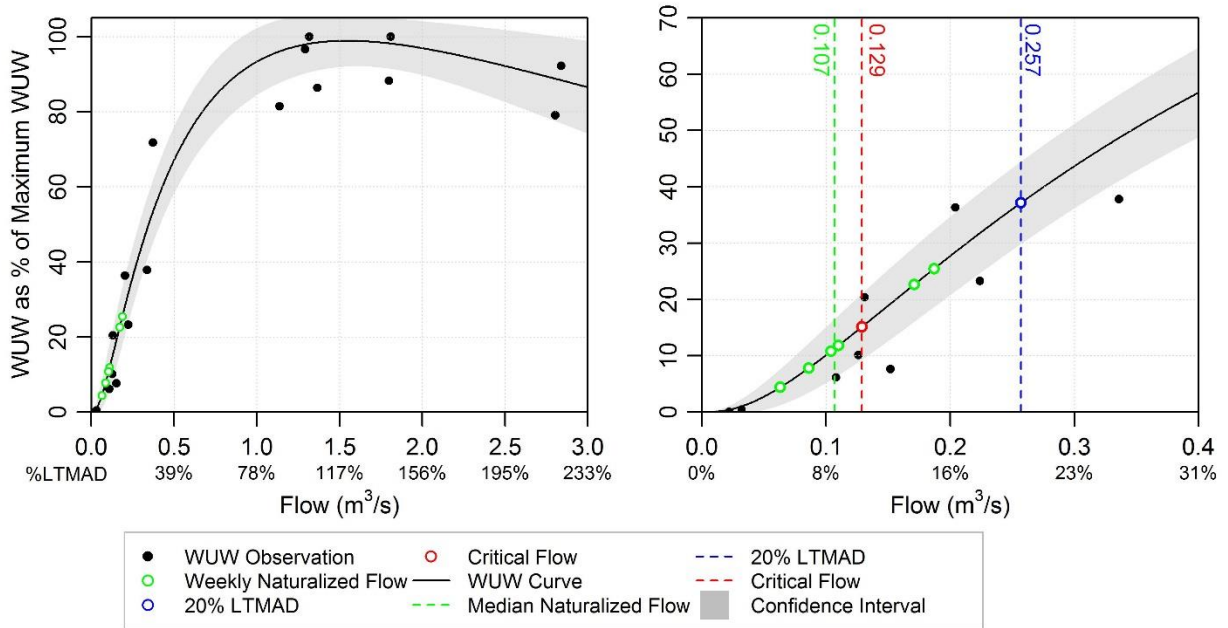 WUW as % of Maximum WUW
100
80
60
40
20
0
0.0 0.5 1.0 1.5 2.0 2.5 3.0
%LTMAD 39% 78% 117% 156% 195% 233%
Flow (m³/s)
70
60
50
40
30
20
10
0
0.107
0.129
0.257
0.0 0.1 0.2 0.3 0.4
0% 8% 16% 23% 31%
Flow (m³/s)
WUW Observation Critical Flow 20% LTMAD
Weekly Naturalized Flow WUW Curve Critical Flow
20% LTMAD Median Naturalized Flow Confidence Interval